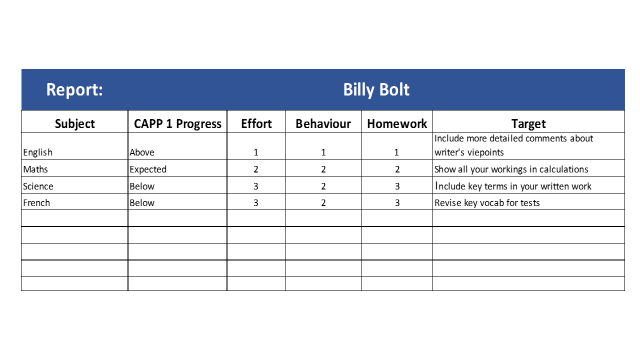 Report: Billy Bolt
Subject CAPP 1 Progress Effort Behaviour Homework Target
English Above 1 1 1 Include more detailed comments about
writer's viepoints
Maths Expected 2 2 2 Show all your workings in calculations
Science Below 3 2 3 Include key terms in your written work
French Below 3 2 3 Revise key vocab for tests